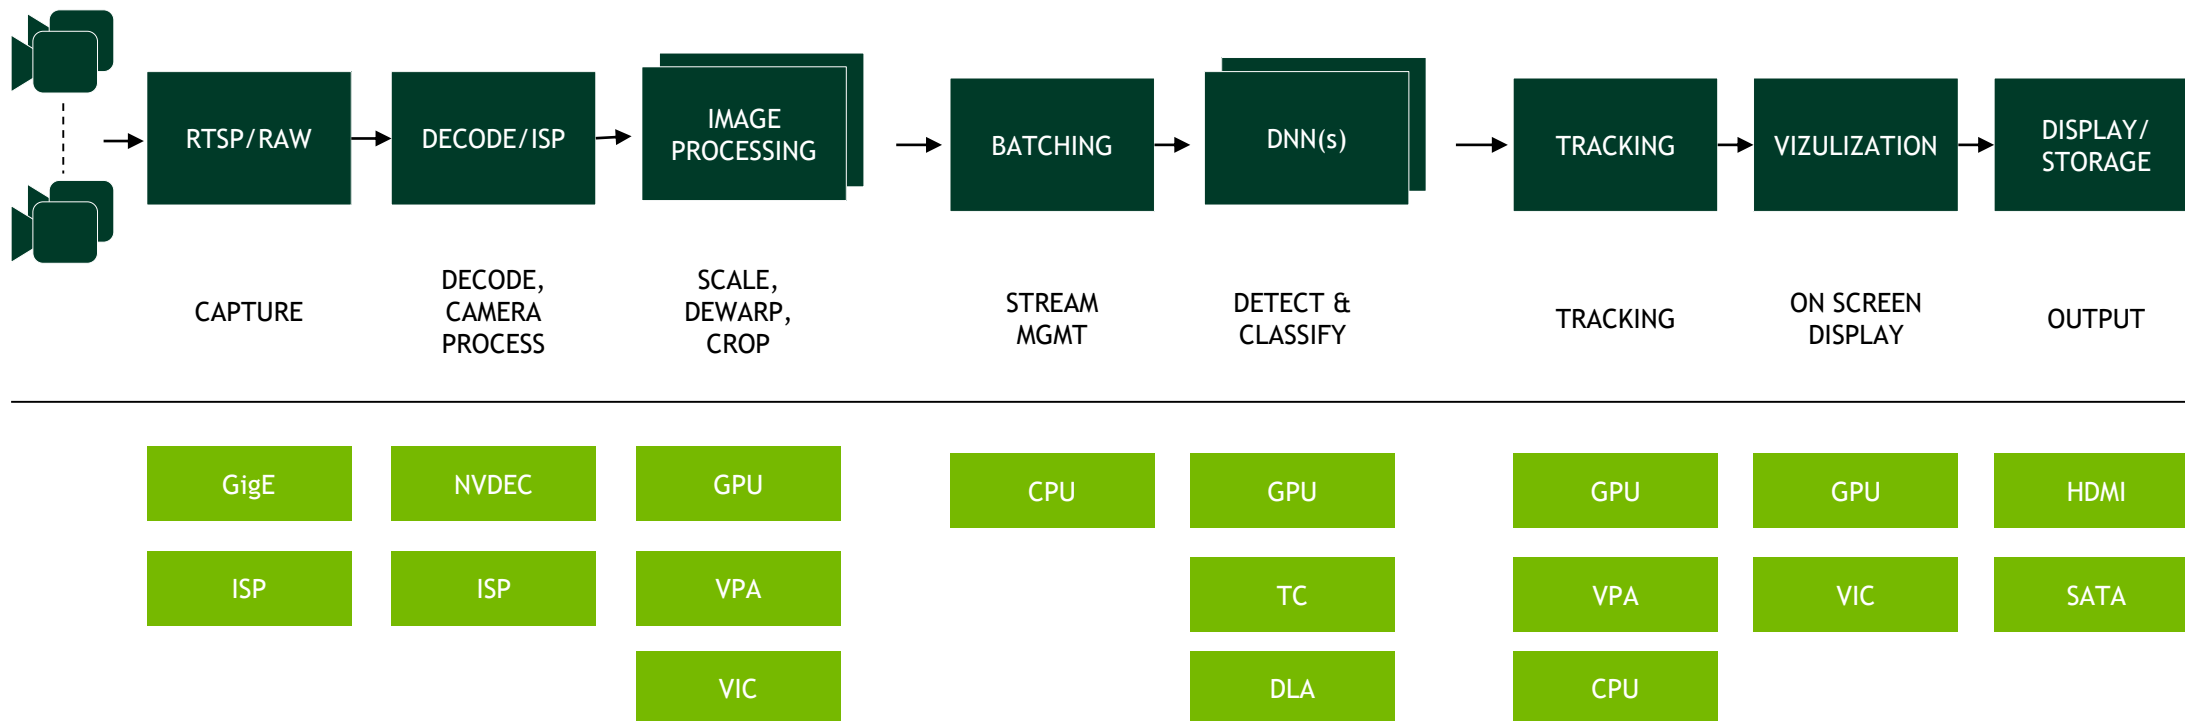 RTSP/RAW
DECODE/ISP
IMAGE
PROCESSING
BATCHING
DNN(s)
TRACKING
VIZULIZATION
DISPLAY/
STORAGE
CAPTURE
DECODE,
CAMERA
PROCESS
SCALE,
DEWARP,
CROP
STREAM
MGMT
DETECT &
CLASSIFY
TRACKING
ON SCREEN
DISPLAY
OUTPUT
GigE
NVDEC
GPU
CPU
GPU
GPU
GPU
HDMI
ISP
ISP
VPA
TC
VPA
VIC
SATA
VIC
DLA
CPU